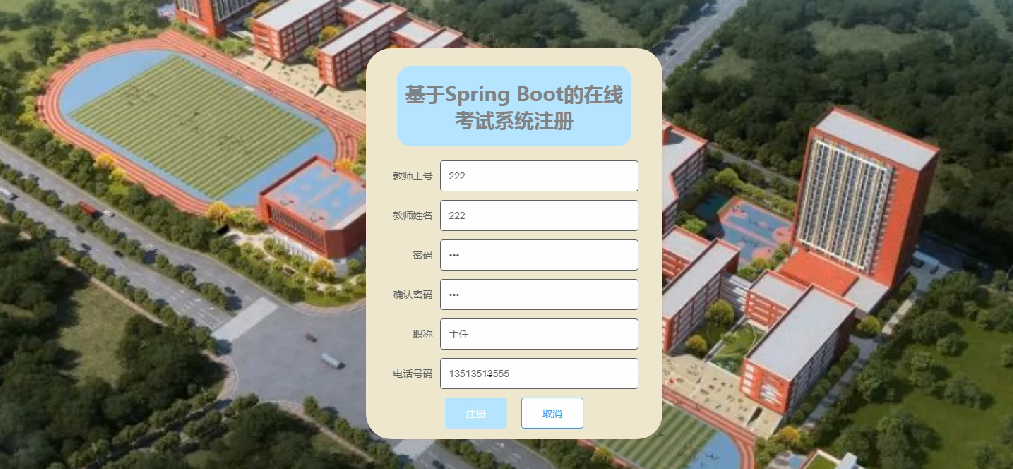 基于Spring Boot的在线
考试系统注册
教师工号 222
教师姓名 222
密码 •••
确认密码 •••
职称 主任
电话号码 13513513555
注册 取消